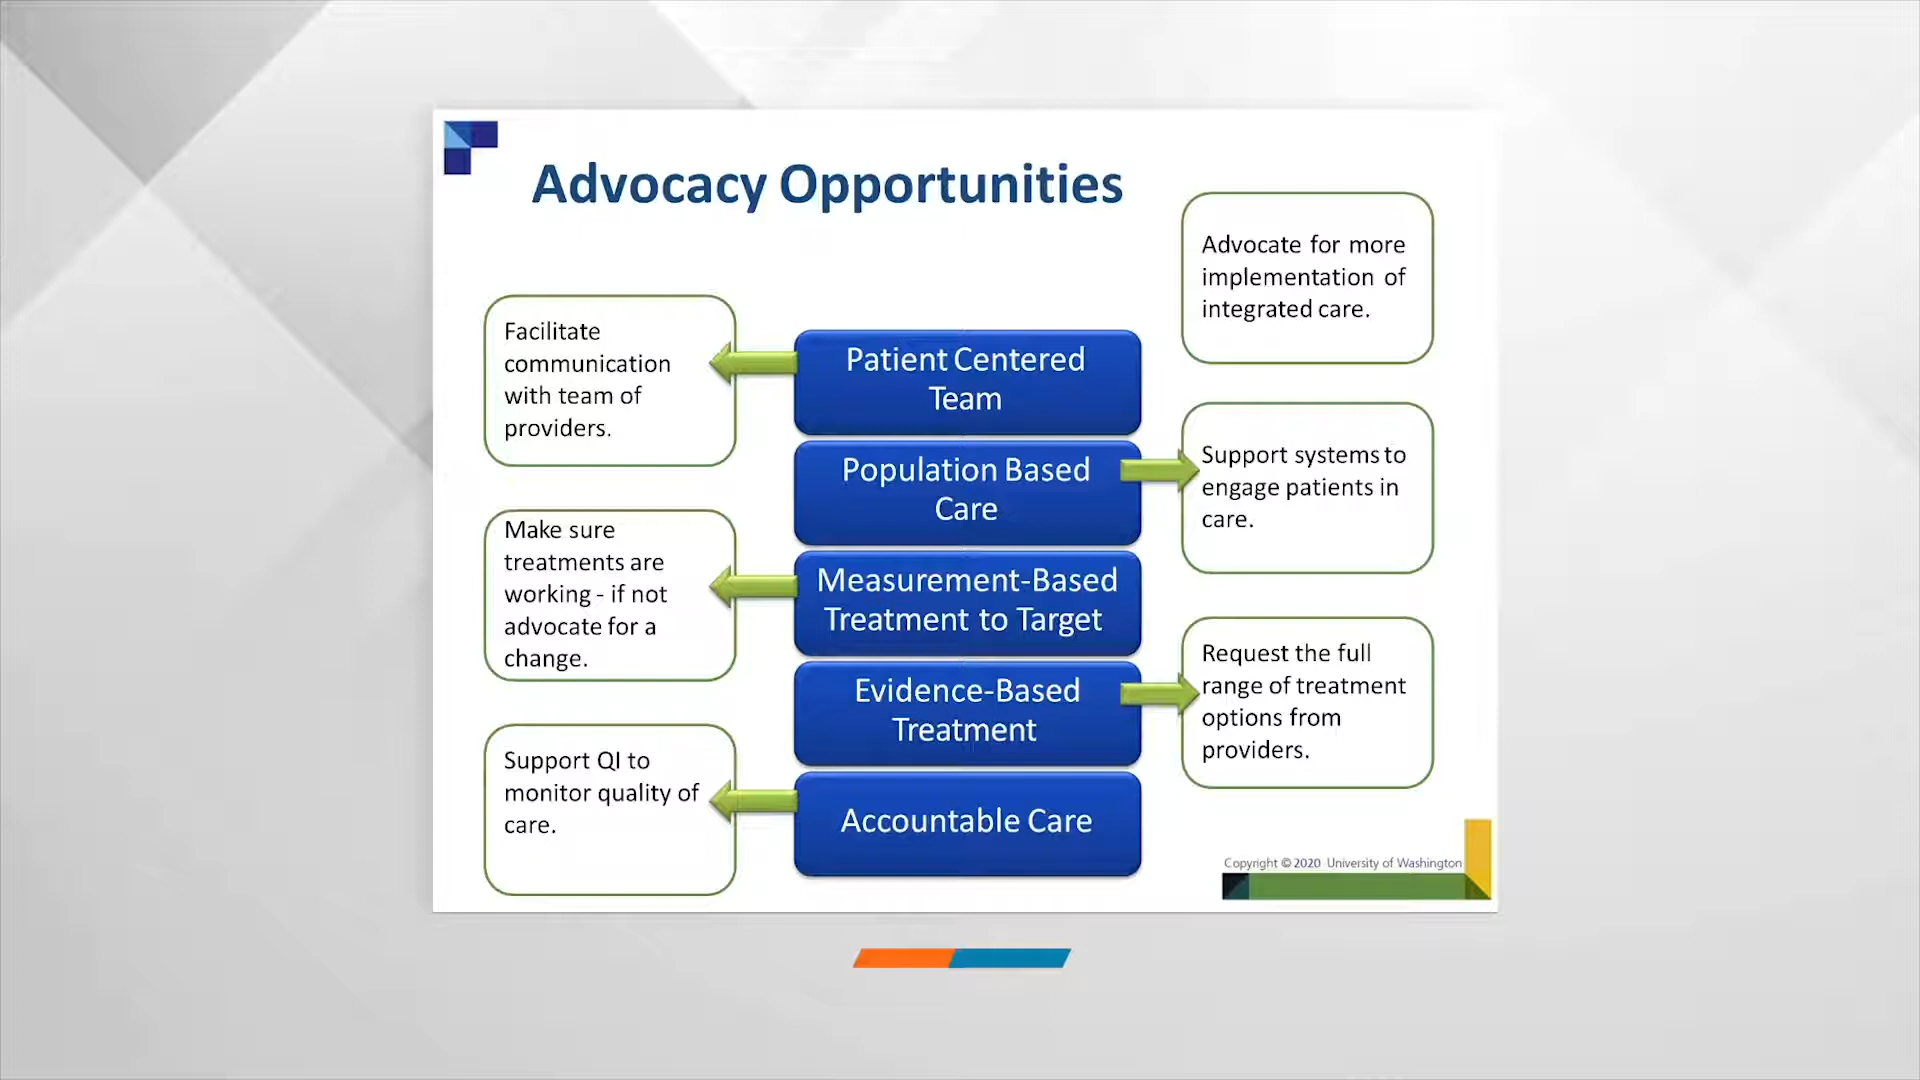 Advocacy Opportunities
Advocate for more
implementation of
integrated care.
Facilitate
communication
with team of
providers.
Patient Centered
Team
Population Based
Care
Support systems to
engage patients in
care.
Make sure
treatments are
working - if not
advocate for a
change.
Measurement-Based
Treatment to Target
Evidence-Based
Treatment
Request the full
range of treatment
options from
providers.
Support QI to
monitor quality of
care.
Accountable Care
Copyright © 2020 University of Washington